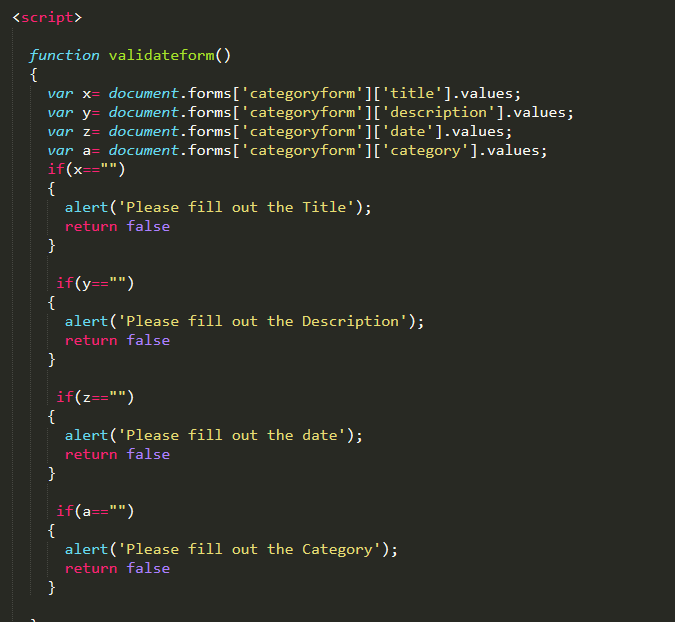 <script>
function validateform()
{
var x= document.forms['categoryform']['title'].values;
var y= document.forms['categoryform']['description'].values;
var z= document.forms['categoryform']['date'].values;
var a= document.forms['categoryform']['category'].values;
if(x=="")
{
alert('Please fill out the Title');
return false
}
if(y=="")
{
alert('Please fill out the Description');
return false
}
if(z=="")
{
alert('Please fill out the date');
return false
}
if(a=="")
{
alert('Please fill out the Category');
return false
}